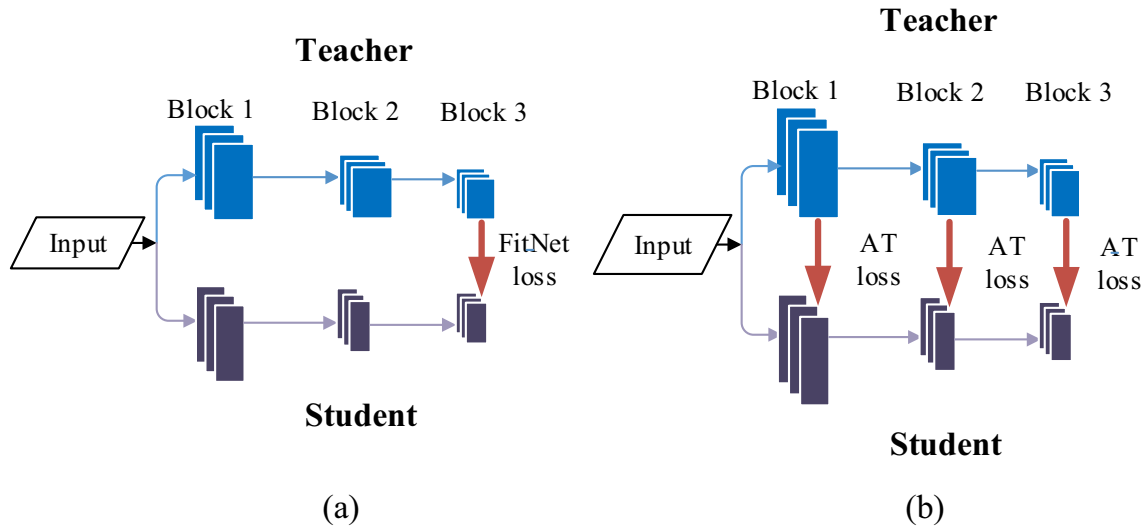 Teacher
Block 1
Block 2
Block 3
Input
FitNet
loss
Student
(a)
Teacher
Block 1
Block 2
Block 3
Input
AT
loss
AT
loss
AT
loss
Student
(b)